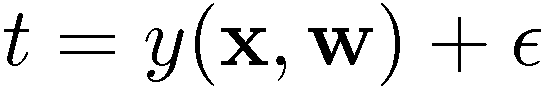 t = y(x, w) + ϵ